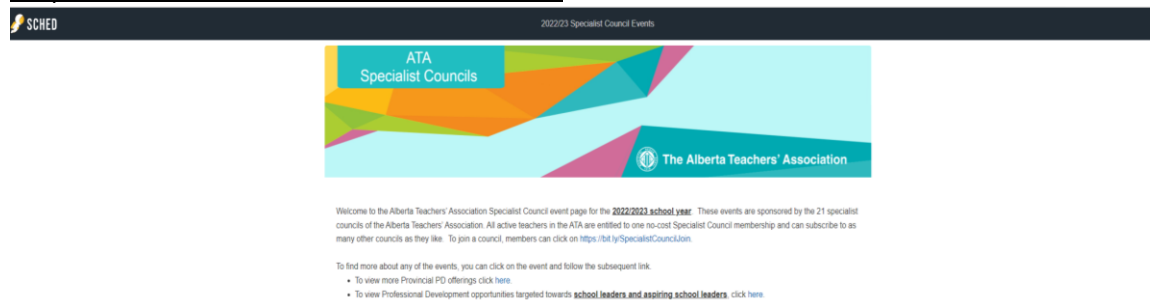 SCHED
2022/23 Specialist Council Events
ATA
Specialist Councils
The Alberta Teachers' Association
Welcome to the Alberta Teachers' Association Specialist Council event page for the 2022/2023 school year. These events are sponsored by the 21 specialist
councils of the Alberta Teachers' Association. All active teachers in the ATA are entitled to one no-cost Specialist Council membership and can subscribe to as
many other councils as they like. To join a council, members can click on https://bit.ly/SpecialistCouncilJoin.
To find more about any of the events, you can click on the event and follow the subsequent link.
• To view more Provincial PD offerings click here.
• To view Professional Development opportunities targeted towards school leaders and aspiring school leaders, click here.